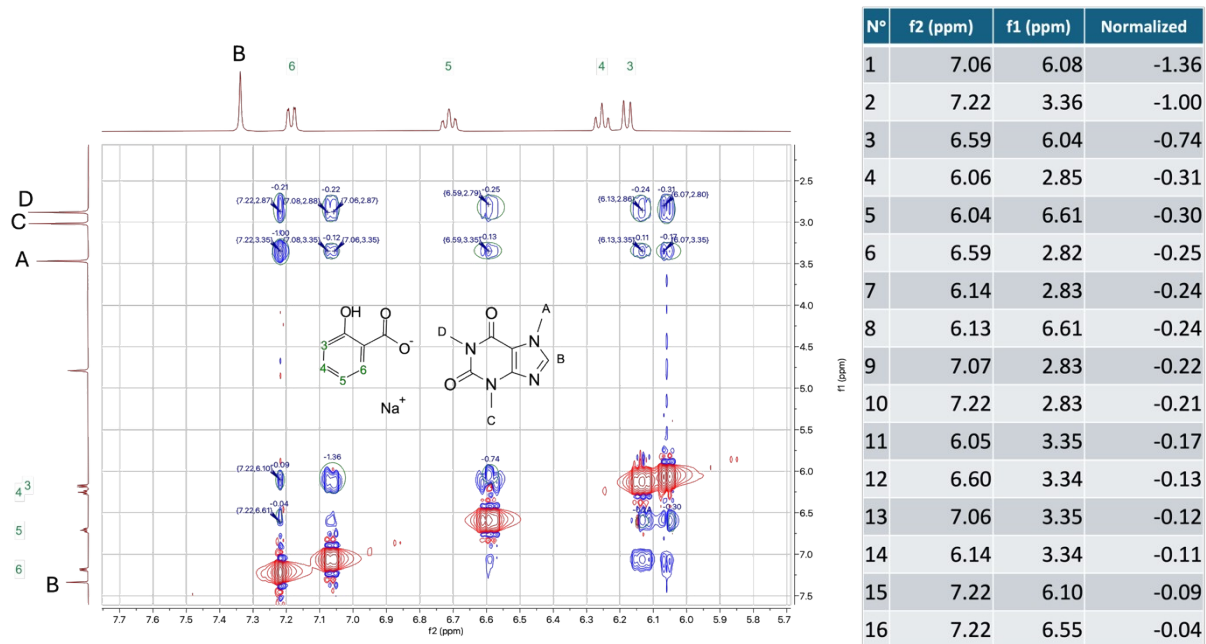 B
6
5
4
3
D
C
A
4
3
5
6
B
-0.21
-0.22
-0.25
-0.24
-0.31
{7.22,2.87}
{7.08,2.88}
{7.06,2.87}
{6.59,2.79}
{6.13,2.86}
{6.07,2.80}
-1.00
-0.12
-0.13
-0.11
-0.17
{7.22,3.35}
{7.08,3.35}
{7.06,3.35}
{6.59,3.35}
{6.13,3.35}
{6.07,3.35}
OH
O
O-
3
4
5
6
Na+
O
A
D
N
N
B
O
N
N
C
-0.09
{7.22,6.10}
-1.36
-0.74
-0.04
{7.22,6.61}
-0.30
2.5
3.0
3.5
4.0
4.5
5.0
5.5
6.0
6.5
7.0
7.5
f1 (ppm)
7.7 7.6 7.5 7.4 7.3 7.2 7.1 7.0 6.9 6.8 6.7 6.6 6.5 6.4 6.3 6.2 6.1 6.0 5.9 5.8 5.7
f2 (ppm)
N° f2 (ppm) f1 (ppm) Normalized
1 7.06 6.08 -1.36
2 7.22 3.36 -1.00
3 6.59 6.04 -0.74
4 6.06 2.85 -0.31
5 6.04 6.61 -0.30
6 6.59 2.82 -0.25
7 6.14 2.83 -0.24
8 6.13 6.61 -0.24
9 7.07 2.83 -0.22
10 7.22 2.83 -0.21
11 6.05 3.35 -0.17
12 6.60 3.34 -0.13
13 7.06 3.35 -0.12
14 6.14 3.34 -0.11
15 7.22 6.10 -0.09
16 7.22 6.55 -0.04